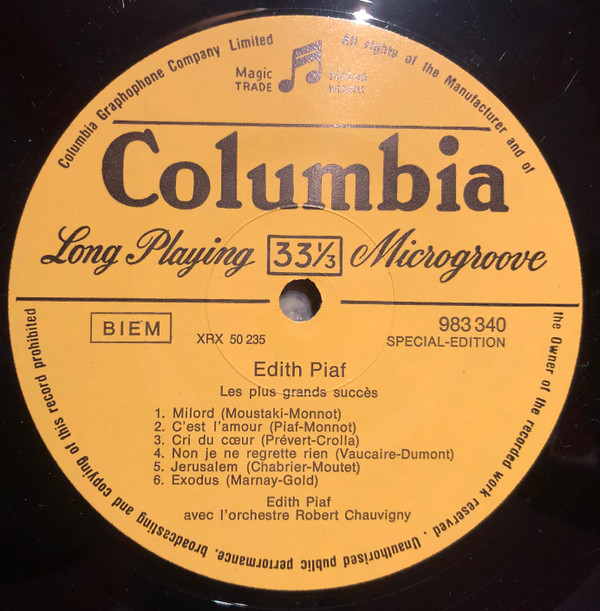 Columbia Graphophone Company Limited
All rights of the Manufacturer and of
the Owner of the recorded work reserved. Unauthorised public performance, broadcasting and copying of this record prohibited
Magic
TRADE
Columbia
Long Playing 33⅓ Microgroove
BIEM
XRX 50 235
983 340
SPECIAL-EDITION
Edith Piaf
Les plus grands succès
1. Milord (Moustaki-Monnot)
2. C'est l'amour (Piaf-Monnot)
3. Cri du cœur (Prévert-Crolla)
4. Non je ne regrette rien (Vaucaire-Dumont)
5. Jerusalem (Chabrier-Moutet)
6. Exodus (Marnay-Gold)
Edith Piaf
avec l'orchestre Robert Chauvigny